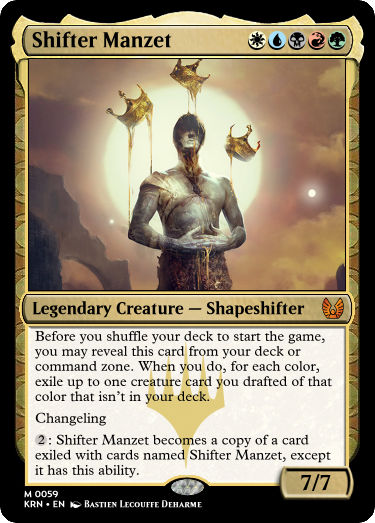 Shifter Manzet
Legendary Creature — Shapeshifter
Before you shuffle your deck to start the game,
you may reveal this card from your deck or
command zone. When you do, for each color,
exile up to one creature card you drafted of that
color that isn't in your deck.
Changeling
2: Shifter Manzet becomes a copy of a card
exiled with cards named Shifter Manzet, except
it has this ability.
7/7
M 0059
KRN • EN Bastien Lecouffe Deharme